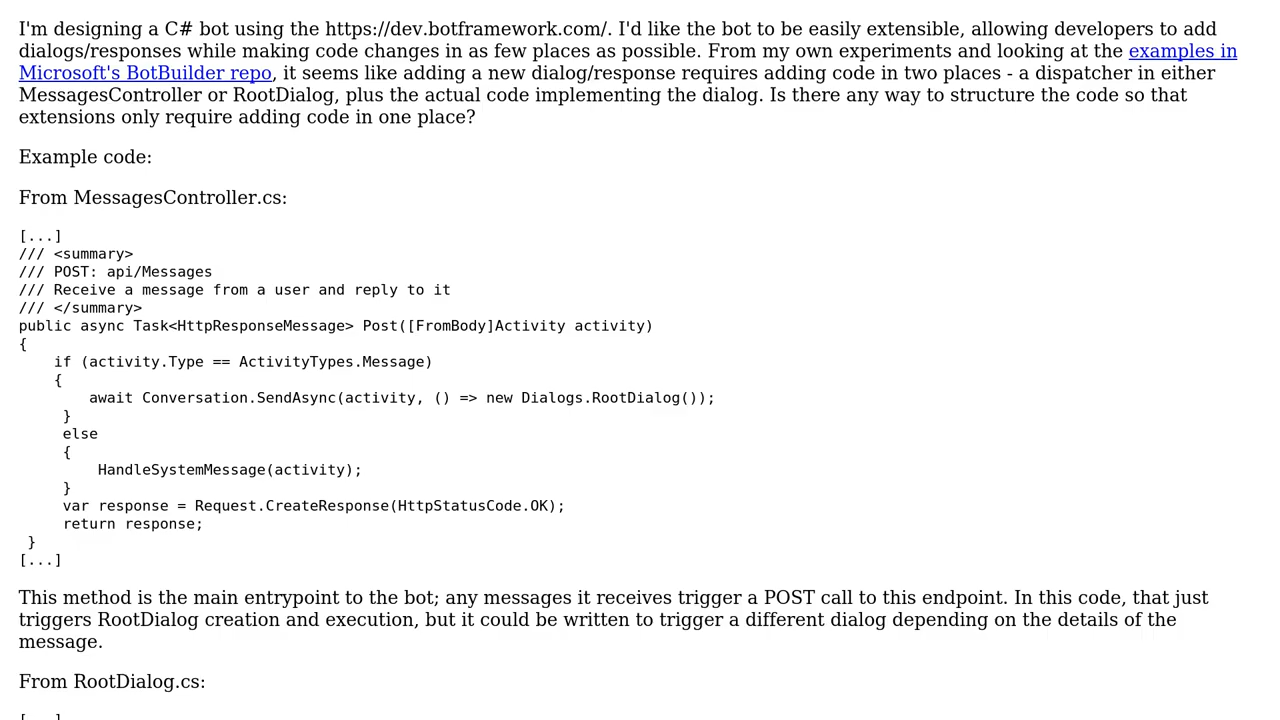 I'm designing a C# bot using the https://dev.botframework.com/. I'd like the bot to be easily extensible, allowing developers to add
dialogs/responses while making code changes in as few places as possible. From my own experiments and looking at the examples in
Microsoft's BotBuilder repo, it seems like adding a new dialog/response requires adding code in two places - a dispatcher in either
MessagesController or RootDialog, plus the actual code implementing the dialog. Is there any way to structure the code so that
extensions only require adding code in one place?
Example code:
From MessagesController.cs:
[...]
/// <summary>
/// POST: api/Messages
/// Receive a message from a user and reply to it
/// </summary>
public async Task<HttpResponseMessage> Post([FromBody]Activity activity)
{
    if (activity.Type == ActivityTypes.Message)
    {
        await Conversation.SendAsync(activity, () => new Dialogs.RootDialog());
     }
     else
     {
         HandleSystemMessage(activity);
     }
     var response = Request.CreateResponse(HttpStatusCode.OK);
     return response;
 }
[...]
This method is the main entrypoint to the bot; any messages it receives trigger a POST call to this endpoint. In this code, that just
triggers RootDialog creation and execution, but it could be written to trigger a different dialog depending on the details of the
message.
From RootDialog.cs:
[...]